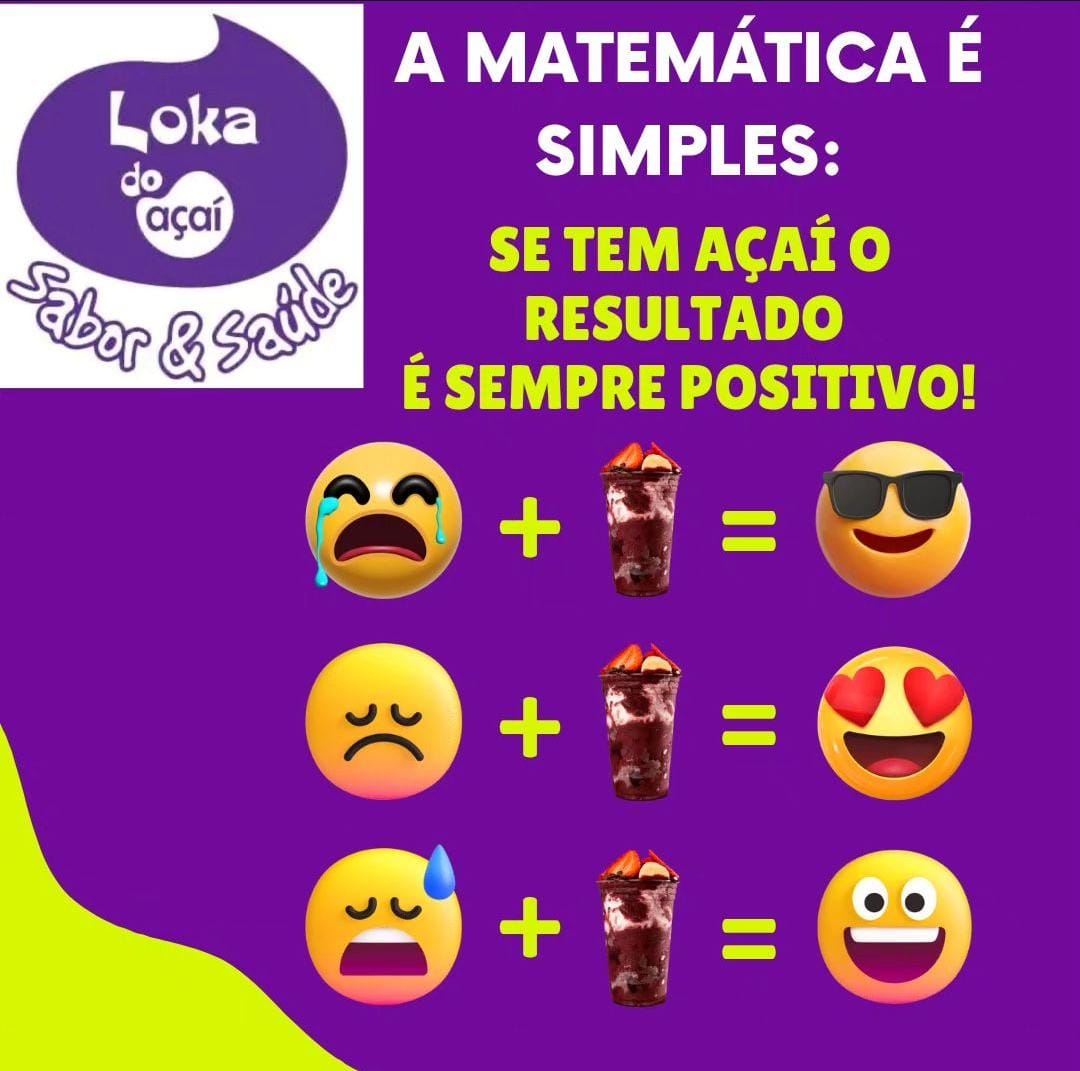 Loka
do
açaí
Sabor & Saúde
A MATEMÁTICA É
SIMPLES:
SE TEM AÇAÍ O
RESULTADO
É SEMPRE POSITIVO!
+ =
+ =
+ =